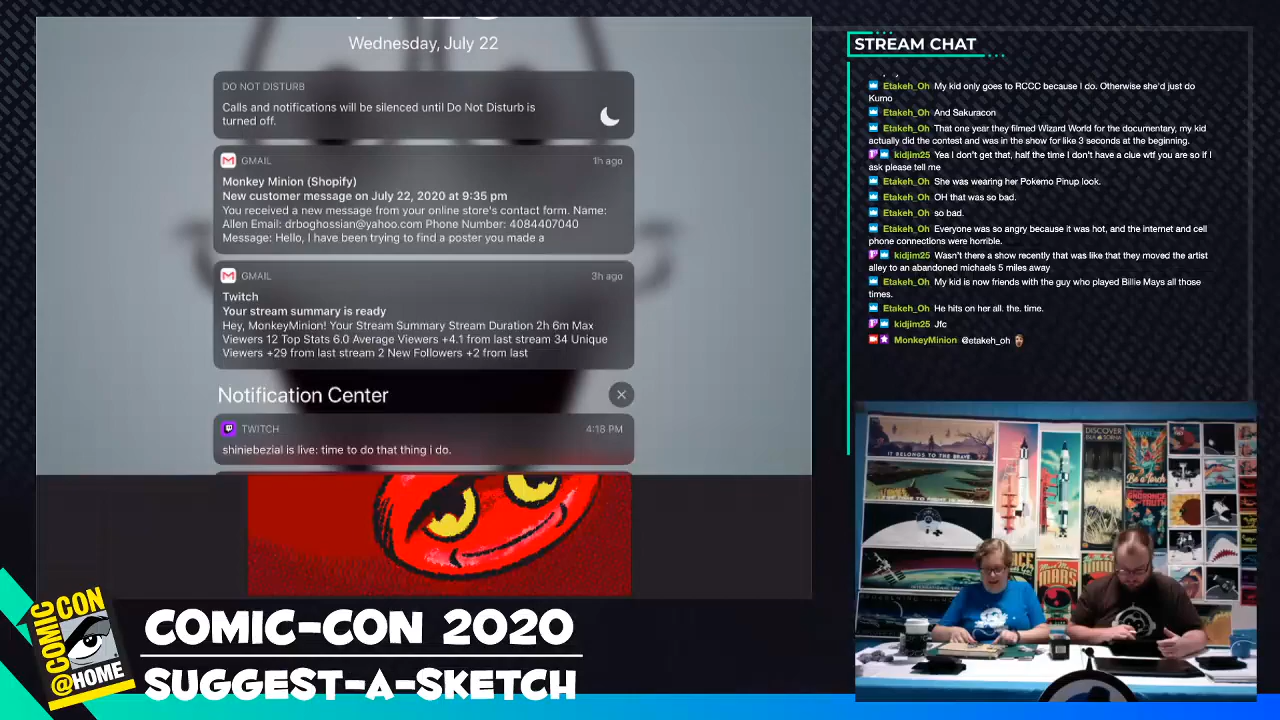 Wednesday, July 22
DO NOT DISTURB
Calls and notifications will be silenced until Do Not Disturb is
turned off.
GMAIL
1h ago
Monkey Minion (Shopify)
New customer message on July 22, 2020 at 9:35 pm
You received a new message from your online store's contact form. Name:
Allen Email: drboghossian@yahoo.com Phone Number: 4084407040
Message: Hello, I have been trying to find a poster you made a
GMAIL
3h ago
Twitch
Your stream summary is ready
Hey, MonkeyMinion! Your Stream Summary Stream Duration 2h 6m Max
Viewers 12 Top Stats 6.0 Average Viewers +4.1 from last stream 34 Unique
Viewers +29 from last stream 2 New Followers +2 from last
Notification Center
TWITCH
4:18 PM
shiniebezial is live: time to do that thing i do.
STREAM CHAT
Etakeh_Oh My kid only goes to RCCC because I do. Otherwise she'd just do
Kumo
Etakeh_Oh And Sakuracon
Etakeh_Oh That one year they filmed Wizard World for the documentary, my kid
actually did the contest and was in the show for like 3 seconds at the beginning.
kidjim25 Yea I don't get that, half the time I don't have a clue wtf you are so if I
ask please tell me
Etakeh_Oh She was wearing her Pokemo Pinup look.
Etakeh_Oh OH that was so bad.
Etakeh_Oh so bad.
Etakeh_Oh Everyone was so angry because it was hot, and the internet and cell
phone connections were horrible.
kidjim25 Wasn't there a show recently that was like that they moved the artist
alley to an abandoned michaels 5 miles away
Etakeh_Oh My kid is now friends with the guy who played Billie Mays all those
times.
Etakeh_Oh He hits on her all. the. time.
kidjim25 Jfc
MonkeyMinion @etakeh_oh
IT BELONGS TO THE BRAVE
DISCOVER
Be a Torch
IGNORANCE
TRUTH
MARS
COMIC CON
@HOME
COMIC-CON 2020
SUGGEST-A-SKETCH